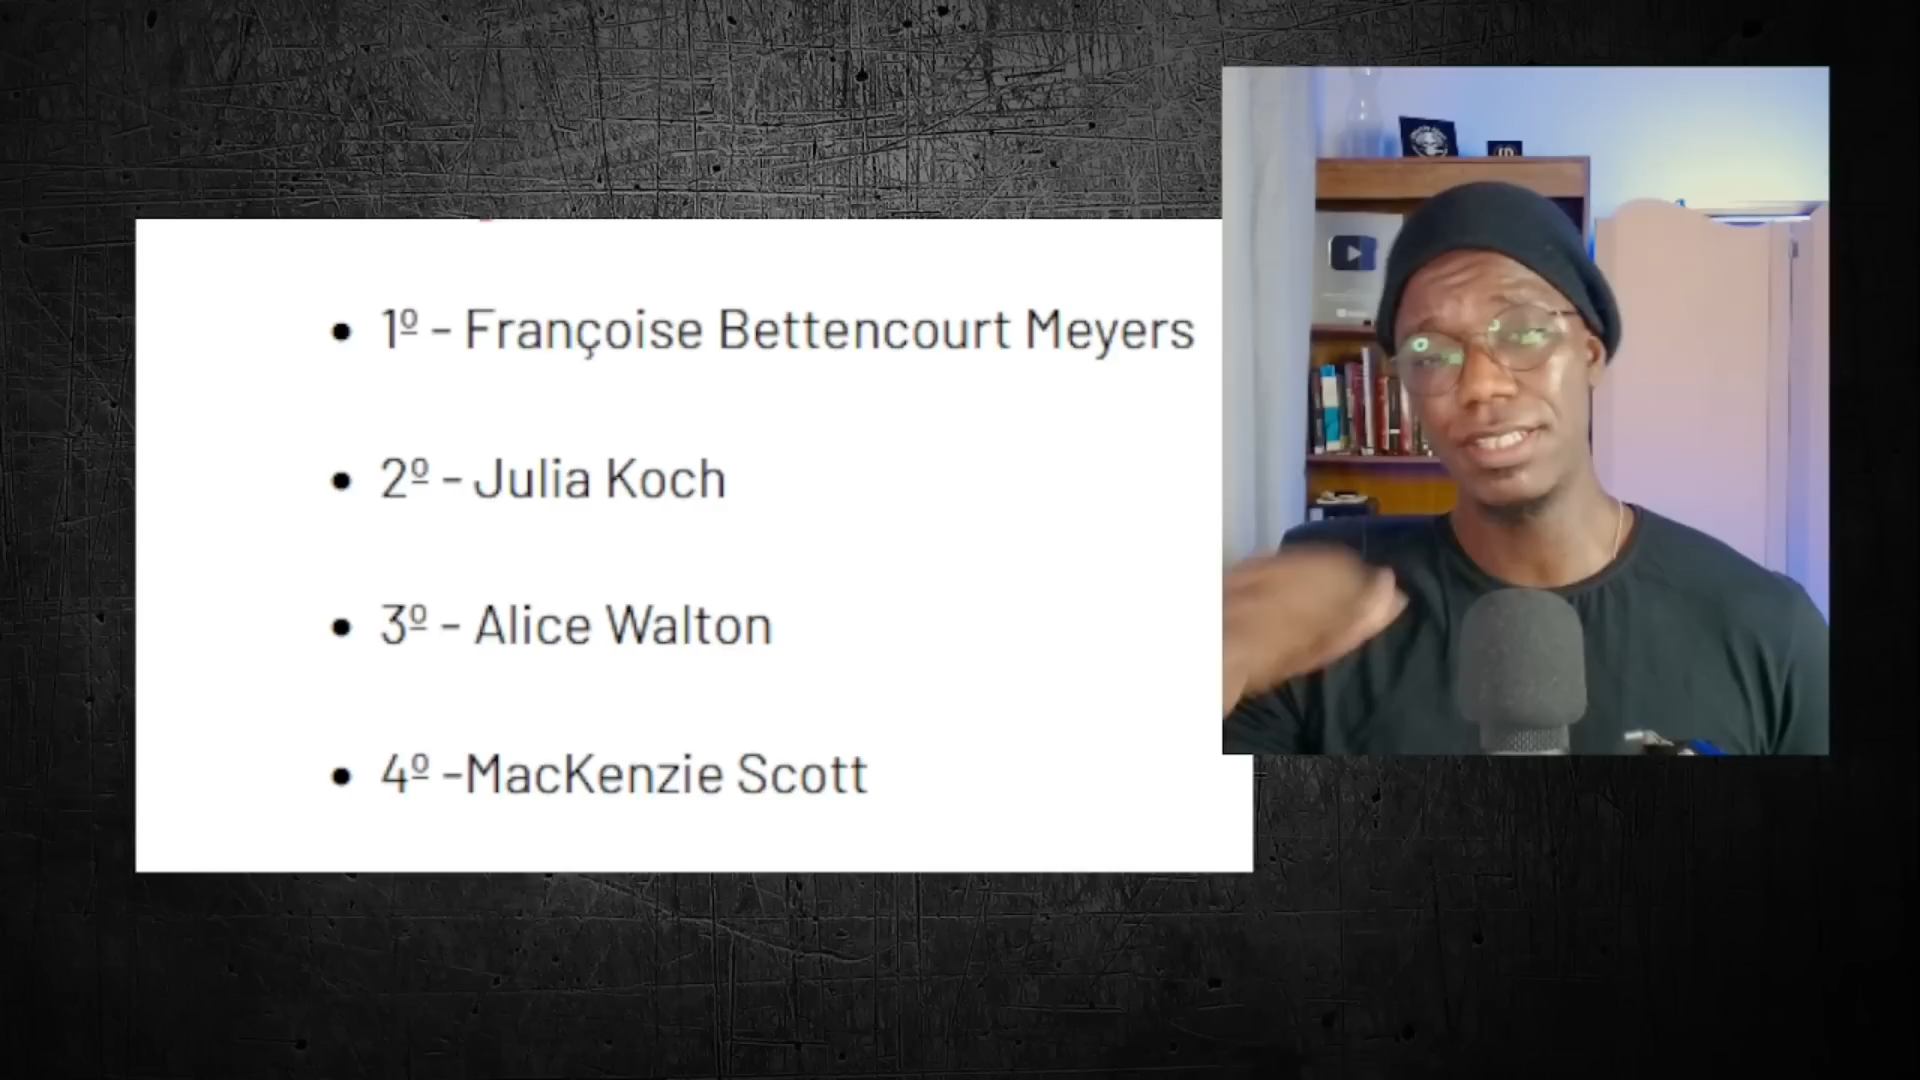 • 1º - Françoise Bettencourt Meyers
• 2º - Julia Koch
• 3º - Alice Walton
• 4º -MacKenzie Scott